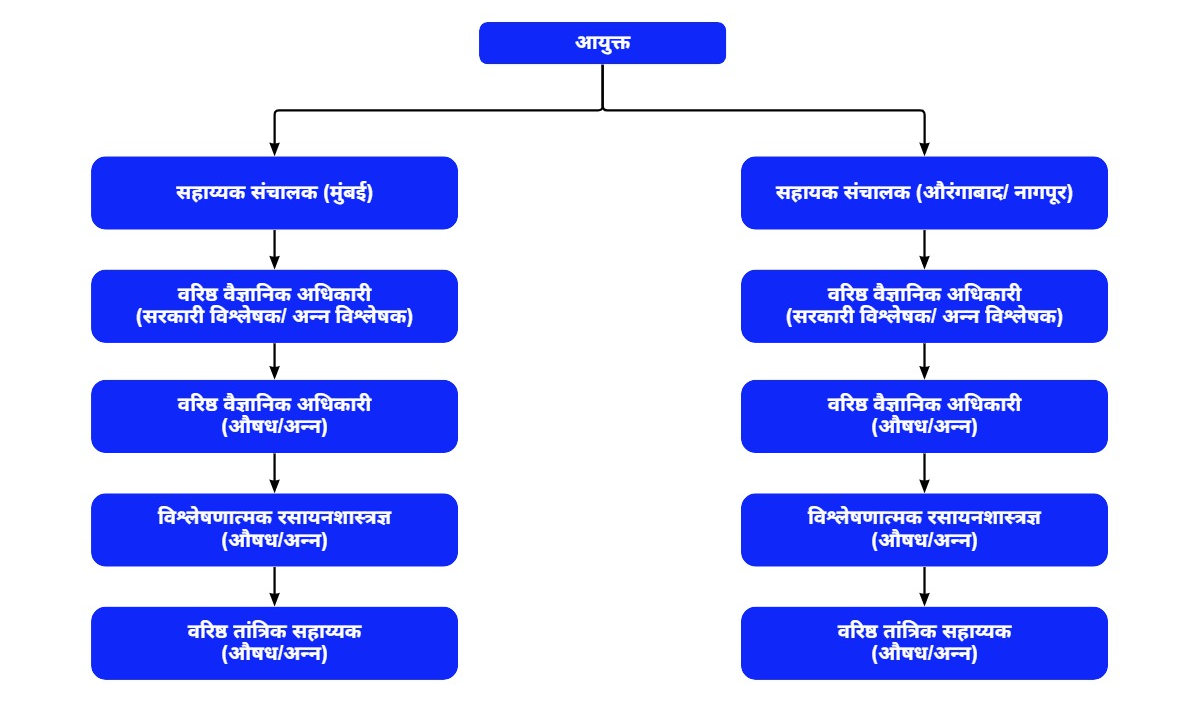 आयुक्त
सहाय्यक संचालक (मुंबई)
सहायक संचालक (औरंगाबाद/ नागपूर)
वरिष्ठ वैज्ञानिक अधिकारी
(सरकारी विश्लेषक/ अन्न विश्लेषक)
वरिष्ठ वैज्ञानिक अधिकारी
(सरकारी विश्लेषक/ अन्न विश्लेषक)
वरिष्ठ वैज्ञानिक अधिकारी
(औषध/अन्न)
वरिष्ठ वैज्ञानिक अधिकारी
(औषध/अन्न)
विश्लेषणात्मक रसायनशास्त्रज्ञ
(औषध/अन्न)
विश्लेषणात्मक रसायनशास्त्रज्ञ
(औषध/अन्न)
वरिष्ठ तांत्रिक सहाय्यक
(औषध/अन्न)
वरिष्ठ तांत्रिक सहाय्यक
(औषध/अन्न)